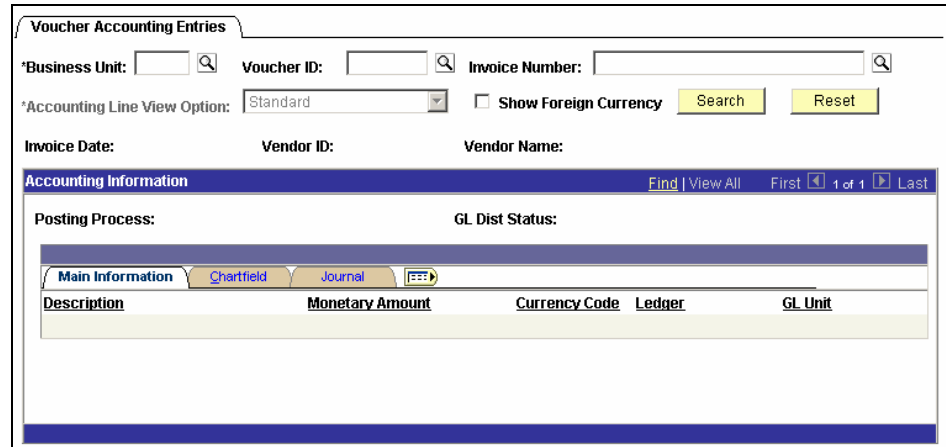 Voucher Accounting Entries
*Business Unit: Voucher ID: Invoice Number:
*Accounting Line View Option: Standard Show Foreign Currency Search Reset
Invoice Date: Vendor ID: Vendor Name:
Accounting Information Find | View All First 1 of 1 Last
Posting Process: GL Dist Status:
Main Information Chartfield Journal
Description Monetary Amount Currency Code Ledger GL Unit